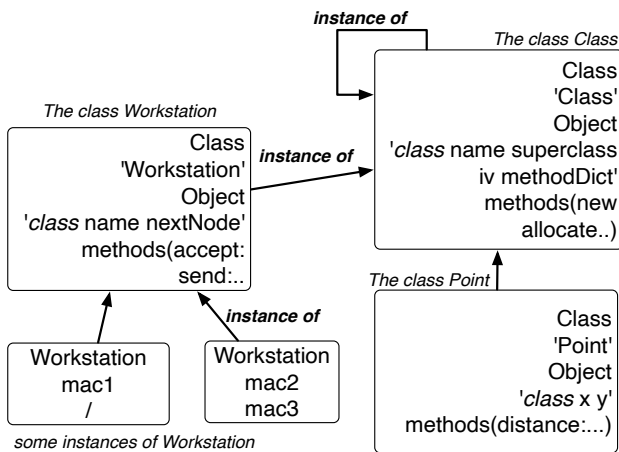 instance of
The class Class
Class
'Class'
Object
'class name superclass
iv methodDict'
methods(new
allocate..)
The class Workstation
Class
'Workstation'
Object
'class name nextNode'
methods(accept:
send:..
instance of
The class Point
Class
'Point'
Object
'class x y'
methods(distance:...)
instance of
Workstation
mac1
/
Workstation
mac2
mac3
some instances of Workstation